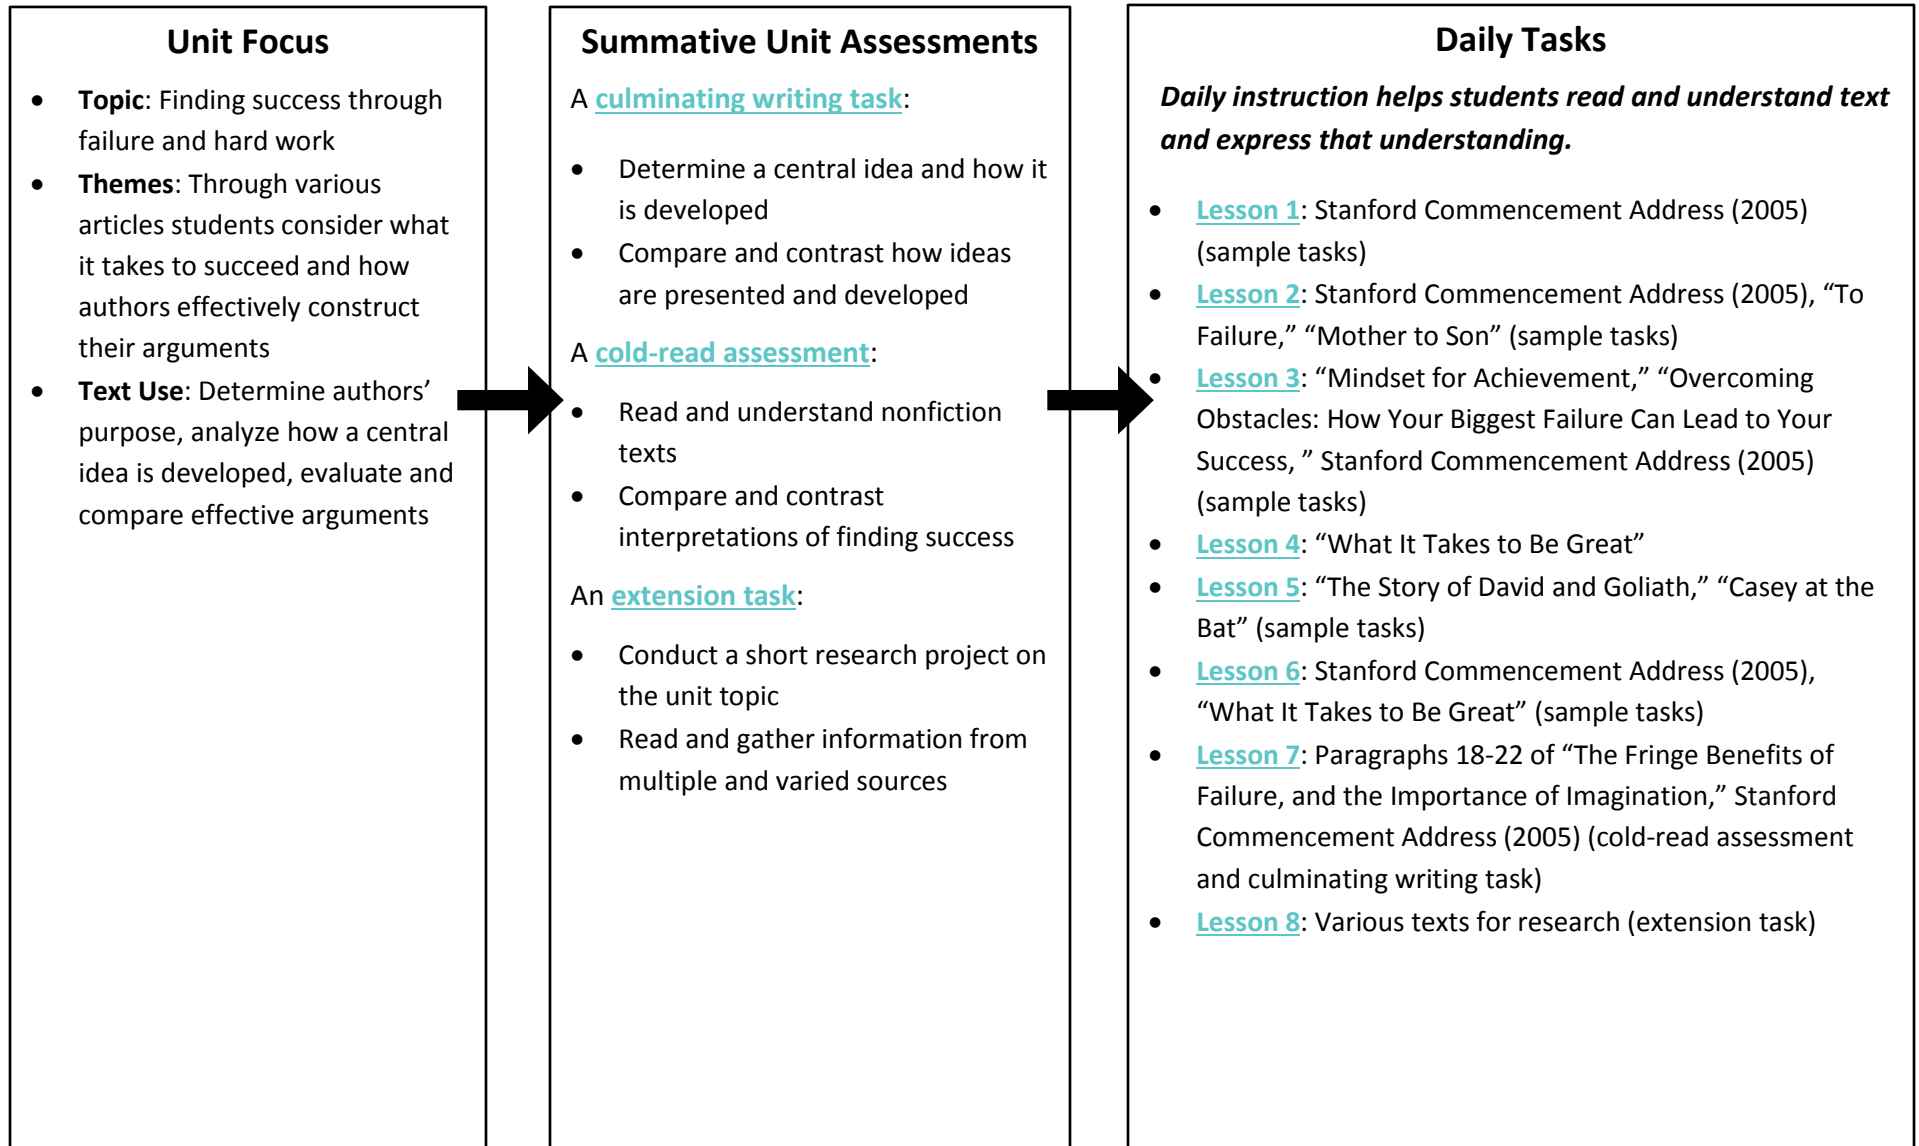 Unit Focus
• Topic: Finding success through
failure and hard work
• Themes: Through various
articles students consider what
it takes to succeed and how
authors effectively construct
their arguments
• Text Use: Determine authors’
purpose, analyze how a central
idea is developed, evaluate and
compare effective arguments
Summative Unit Assessments
A culminating writing task:
• Determine a central idea and how it
is developed
• Compare and contrast how ideas
are presented and developed
A cold-read assessment:
• Read and understand nonfiction
texts
• Compare and contrast
interpretations of finding success
An extension task:
• Conduct a short research project on
the unit topic
• Read and gather information from
multiple and varied sources
Daily Tasks
Daily instruction helps students read and understand text
and express that understanding.
• Lesson 1: Stanford Commencement Address (2005)
(sample tasks)
• Lesson 2: Stanford Commencement Address (2005), “To
Failure,” “Mother to Son” (sample tasks)
• Lesson 3: “Mindset for Achievement,” “Overcoming
Obstacles: How Your Biggest Failure Can Lead to Your
Success, ” Stanford Commencement Address (2005)
(sample tasks)
• Lesson 4: “What It Takes to Be Great”
• Lesson 5: “The Story of David and Goliath,” “Casey at the
Bat” (sample tasks)
• Lesson 6: Stanford Commencement Address (2005),
“What It Takes to Be Great” (sample tasks)
• Lesson 7: Paragraphs 18-22 of “The Fringe Benefits of
Failure, and the Importance of Imagination,” Stanford
Commencement Address (2005) (cold-read assessment
and culminating writing task)
• Lesson 8: Various texts for research (extension task)